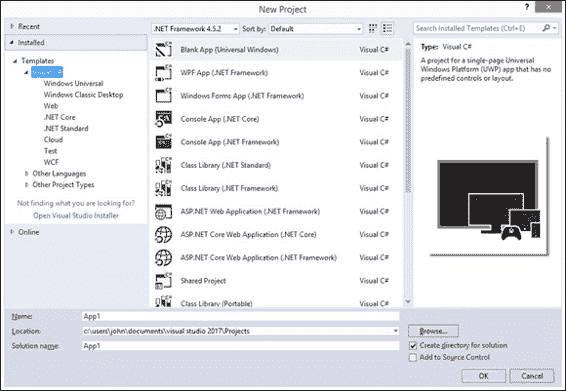 New Project
? ×
Recent
Installed
Templates
Visual C#
Windows Universal
Windows Classic Desktop
Web
.NET Core
.NET Standard
Cloud
Test
WCF
Other Languages
Other Project Types
Not finding what you are looking for?
Open Visual Studio Installer
Online
.NET Framework 4.5.2 Sort by: Default
Blank App (Universal Windows) Visual C#
WPF App (.NET Framework) Visual C#
Windows Forms App (.NET Framework) Visual C#
Console App (.NET Core) Visual C#
Console App (.NET Framework) Visual C#
Class Library (.NET Standard) Visual C#
Class Library (.NET Framework) Visual C#
ASP.NET Web Application (.NET Framework) Visual C#
ASP.NET Core Web Application (.NET Core) Visual C#
ASP.NET Core Web Application (.NET Framework) Visual C#
Shared Project Visual C#
Class Library (Portable) Visual C#
Search Installed Templates (Ctrl+E)
Type: Visual C#
A project for a single-page Universal
Windows Platform (UWP) app that has no
predefined controls or layout.
Name: App1
Location: c:\users\john\documents\visual studio 2017\Projects
Solution name: App1
Browse...
Create directory for solution
Add to Source Control
OK Cancel